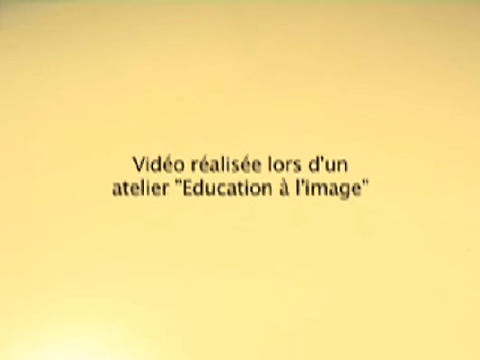 Vidéo réalisée lors d'un
atelier "Education à l'image"